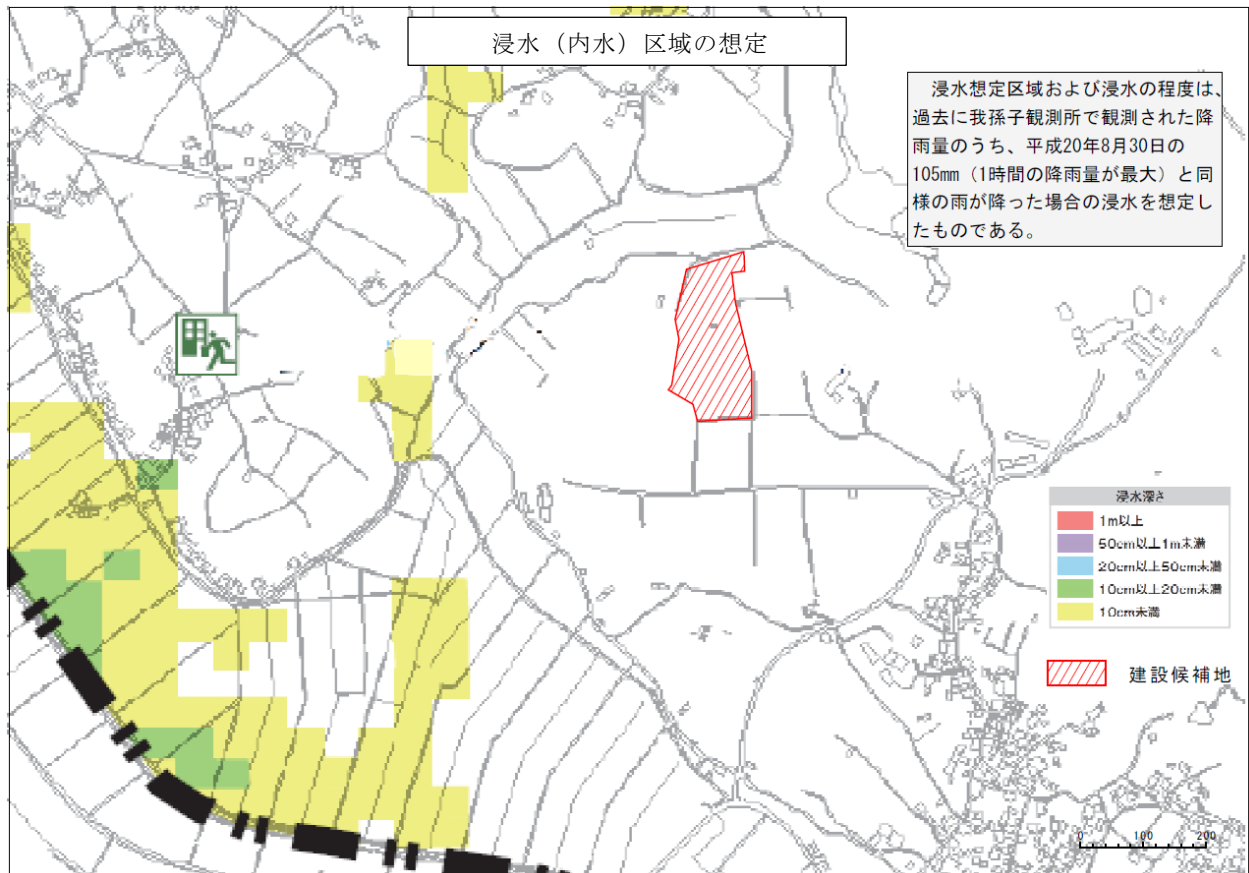 浸水（内水）区域の想定
浸水想定区域および浸水の程度は、
過去に我孫子観測所で観測された降
雨量のうち、平成20年8月30日の
105mm（1時間の降雨量が最大）と同
様の雨が降った場合の浸水を想定し
たものである。
浸水深さ
1m以上
50cm以上1m未満
20cm以上50cm未満
10cm以上20cm未満
10cm未満
建設候補地
0 100 200